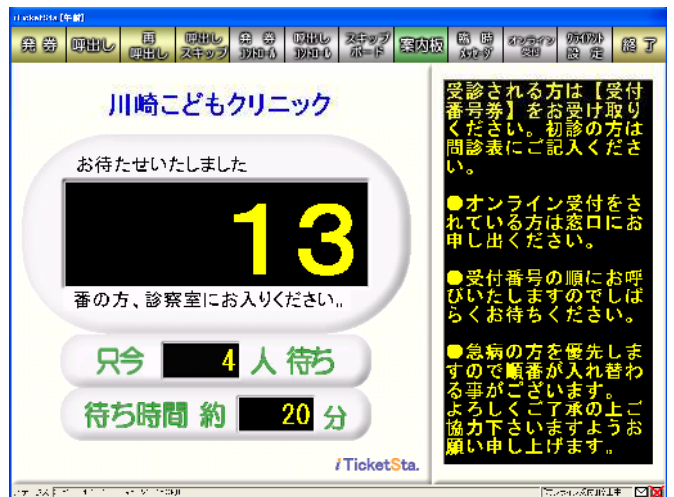 iTicketSta【午前】
発券
呼出し
再
呼出し
呼出し
スキップ
発券
コントロール
呼出し
コントロール
スキップ
ボード
案内板
臨時
メッセージ
オンライン
受付
クライアント
設定
終了
川崎こどもクリニック
お待たせいたしました
13
番の方、診察室にお入りください。
只今 4 人 待ち
待ち時間 約 20 分
iTicketSta.
受診される方は【受付
番号券】をお受け取り
ください。初診の方は
問診表にご記入くださ
い。
●オンライン受付をさ
れている方は窓口にお
申し出ください。
●受付番号の順にお呼
びいたしますのでしば
らくお待ちください。
●急病の方を優先しま
すので順番が入れ替わ
る事がございます。
よろしくご了承の上ご
協力下さいますようお
願い申し上げます。